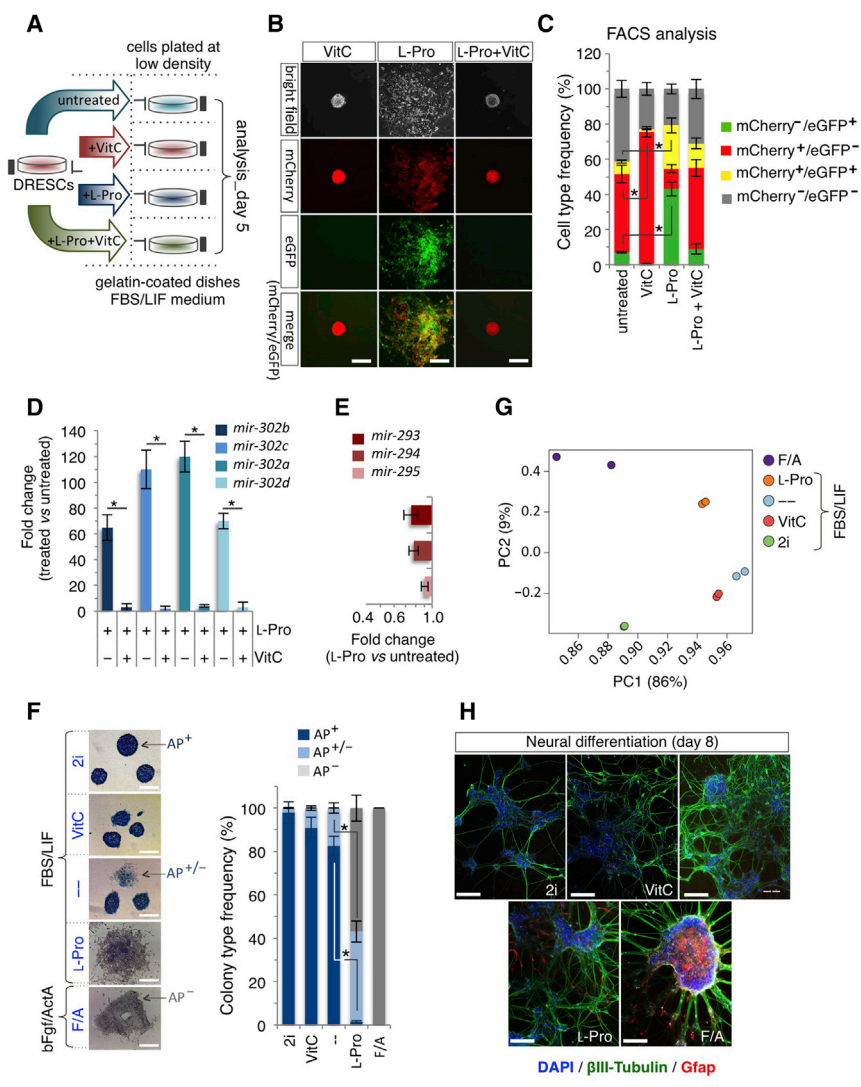 A
cells plated at
low density
untreated
+VitC
DRESCs
+L-Pro
+L-Pro+VitC
analysis_day 5
gelatin-coated dishes
FBS/LIF medium
B
VitC
L-Pro
L-Pro+VitC
bright field
mCherry
eGFP
merge
(mCherry/eGFP)
C
FACS analysis
Cell type frequency (%)
120
100
80
60
40
20
0
*
*
*
untreated
VitC
L-Pro
L-Pro + VitC
mCherry−/eGFP+
mCherry+/eGFP−
mCherry+/eGFP+
mCherry−/eGFP−
D
Fold change
(treated vs untreated)
140
120
100
80
60
40
20
0
*
*
*
*
mir-302b
mir-302c
mir-302a
mir-302d
+ + + + + + + + L-Pro
− + − + − + − + VitC
E
mir-293
mir-294
mir-295
0.4 1.0
Fold change
(L-Pro vs untreated)
G
PC2 (9%)
0.4
0.2
0.0
−0.2
0.86
0.88
0.90
0.92
0.94
0.96
PC1 (86%)
F/A
L-Pro
−−
VitC
2i
FBS/LIF
F
2i
VitC
−−
L-Pro
F/A
FBS/LIF
bFgf/ActA
AP+
AP+/−
AP−
AP+
AP+/−
AP−
Colony type frequency (%)
100
80
60
40
20
0
*
*
2i
VitC
--
L-Pro
F/A
H
Neural differentiation (day 8)
2i
VitC
−−
L-Pro
F/A
DAPI / βIII-Tubulin / Gfap